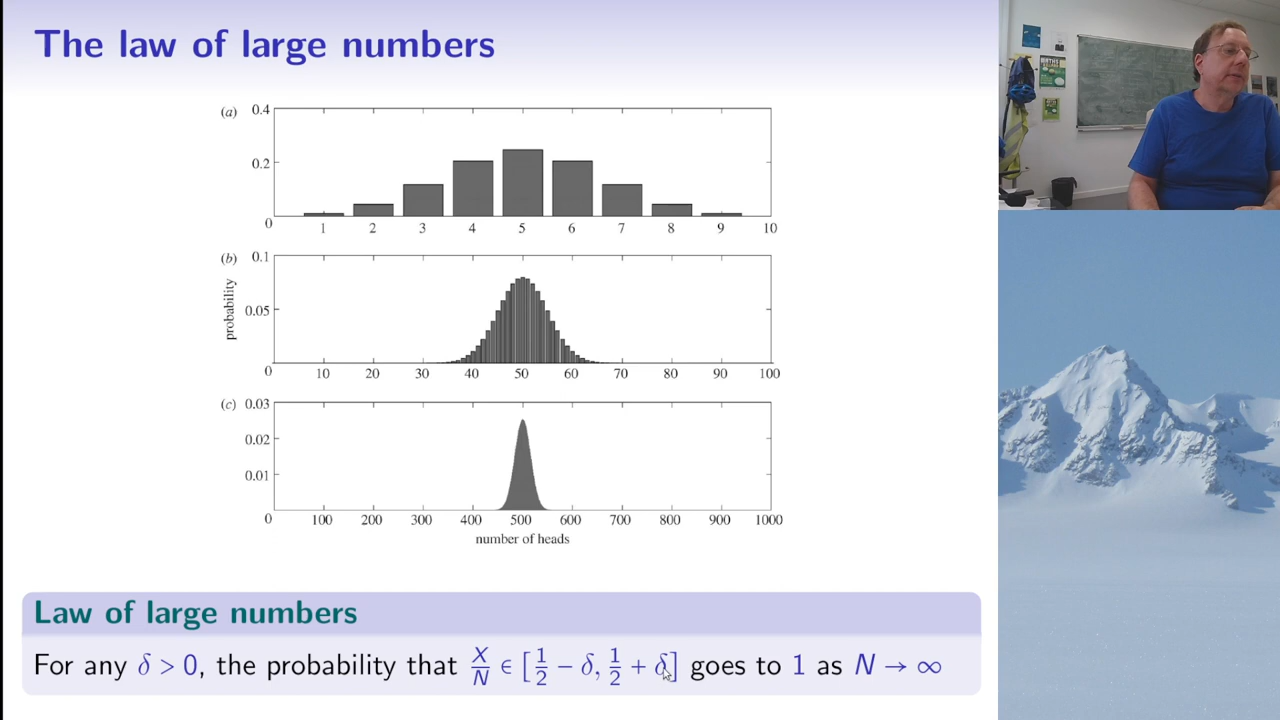 The law of large numbers
(a)
0.4
0.2
0
1 2 3 4 5 6 7 8 9 10
(b)
0.1
0.05
0
probability
10 20 30 40 50 60 70 80 90 100
(c)
0.03
0.02
0.01
0
100 200 300 400 500 600 700 800 900 1000
number of heads
Law of large numbers
For any δ > 0, the probability that X/N ∈ [1/2 − δ, 1/2 + δ] goes to 1 as N → ∞